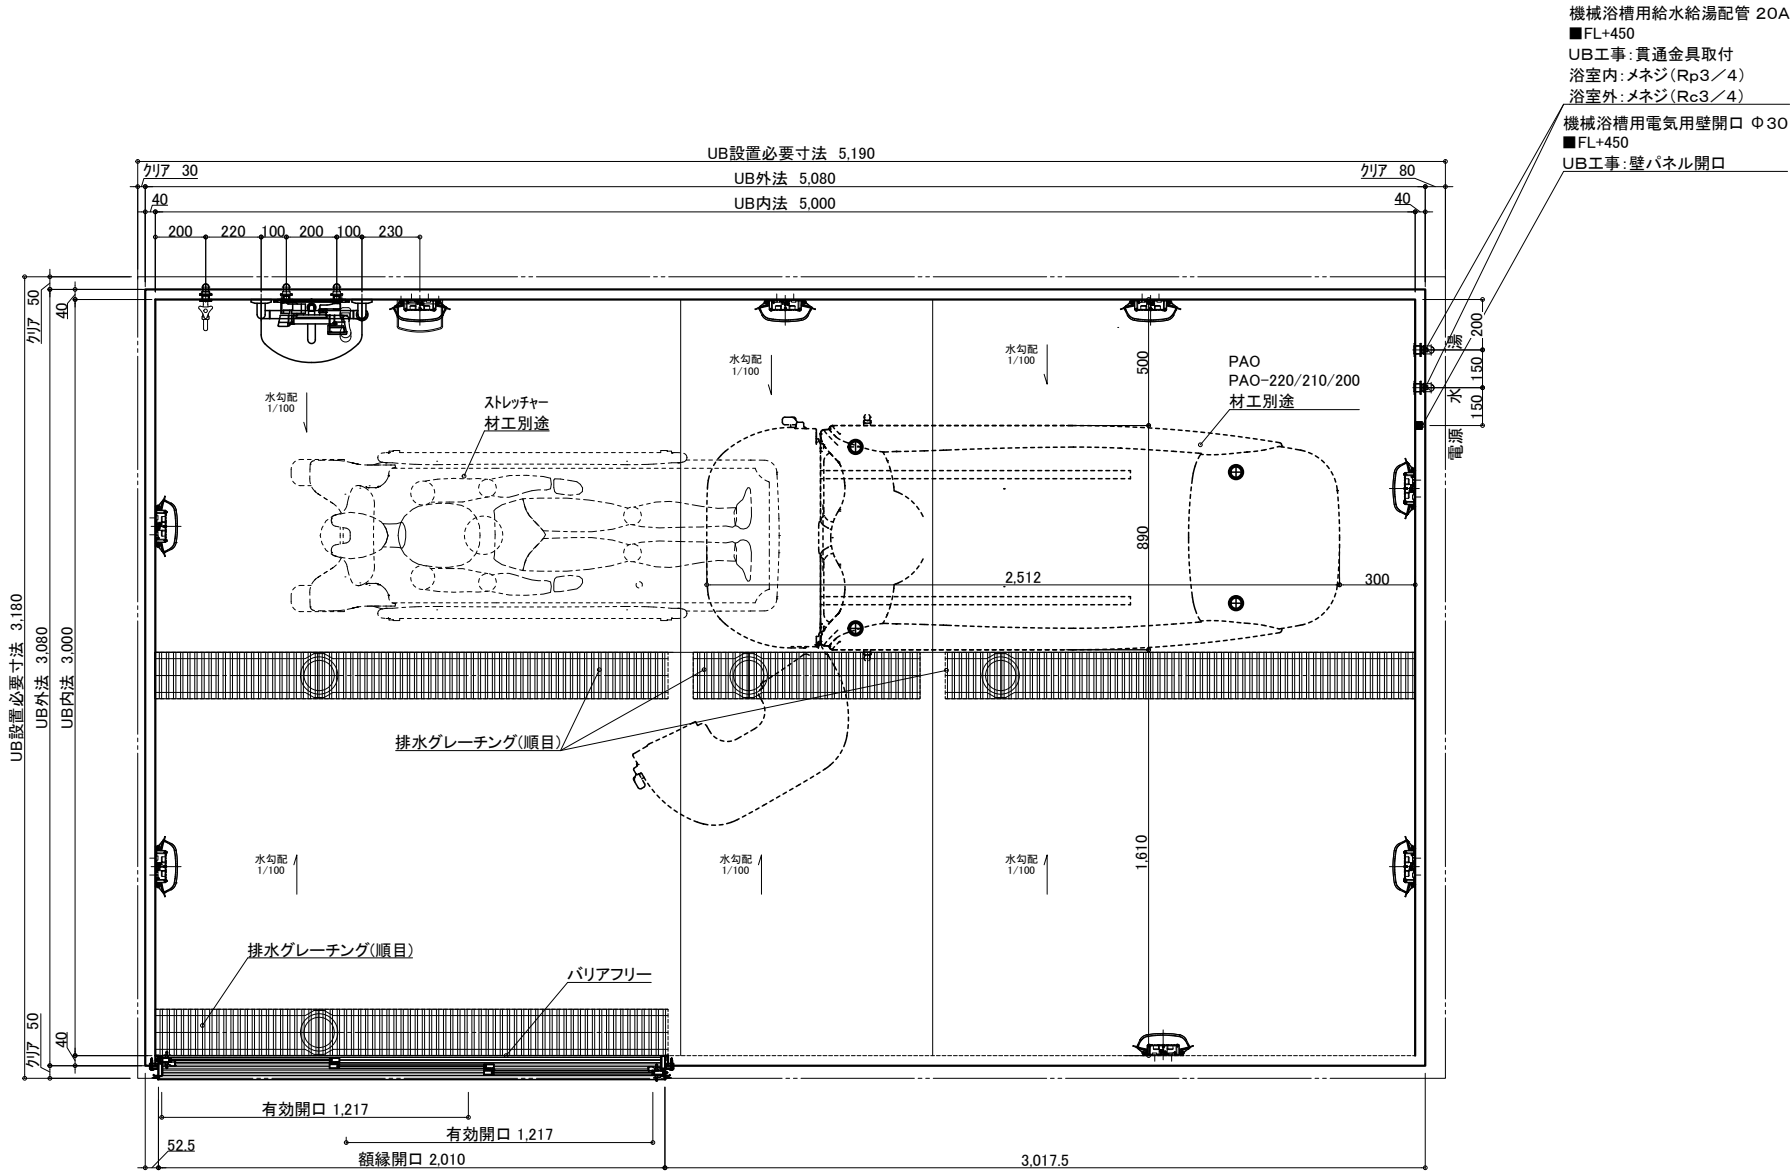 機械浴槽用給水給湯配管 20A
■FL+450
UB工事:貫通金具取付
浴室内:メネジ(Rp3/4)
浴室外:メネジ(Rc3/4)
機械浴槽用電気用壁開口 Φ30
■FL+450
UB工事:壁パネル開口
UB設置必要寸法 5,190
クリア 30
UB外法 5,080
クリア 80
40
UB内法 5,000
40
200
220
100
200
100
230
クリア 50
40
UB設置必要寸法 3,180
UB外法 3,080
UB内法 3,000
クリア 50
40
湯
水
電源
200
150
150
水勾配
1/100
水勾配
1/100
水勾配
1/100
500
PAO
PAO-220/210/200
材工別途
ストレッチャー
材工別途
890
2,512
300
排水グレーチング(順目)
1,610
水勾配
1/100
水勾配
1/100
水勾配
1/100
排水グレーチング(順目)
バリアフリー
有効開口 1,217
有効開口 1,217
52.5
額縁開口 2,010
3,017.5